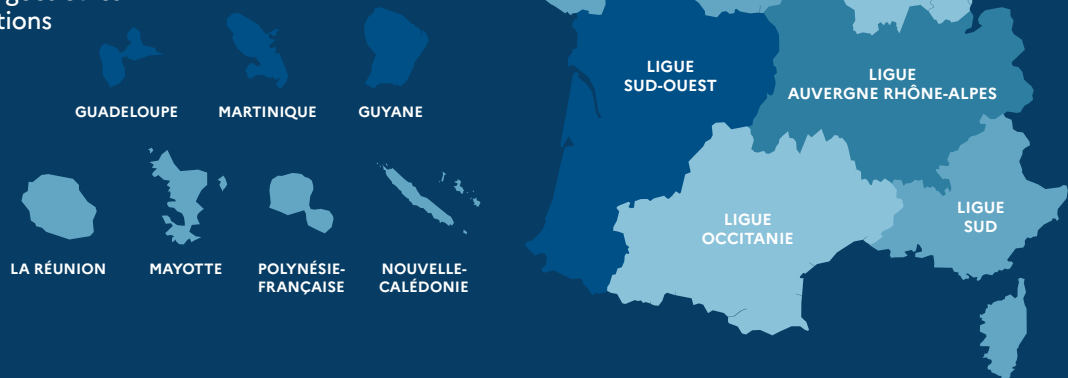 tions
GUADELOUPE
MARTINIQUE
GUYANE
LA RÉUNION
MAYOTTE
POLYNÉSIE-
FRANÇAISE
NOUVELLE-
CALÉDONIE
LIGUE
SUD-OUEST
LIGUE
AUVERGNE RHÔNE-ALPES
LIGUE
OCCITANIE
LIGUE
SUD